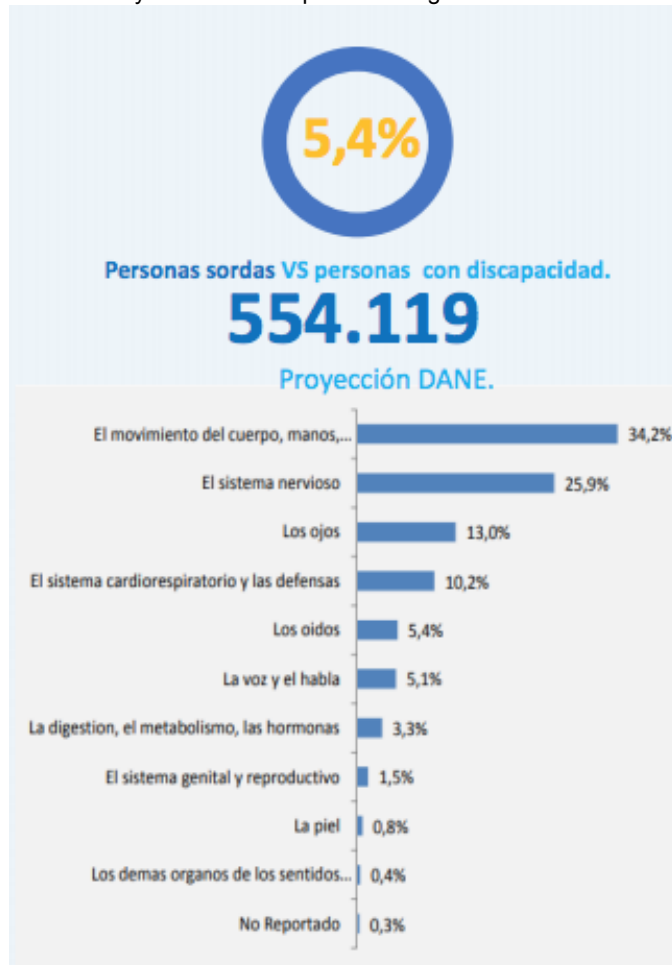 5,4%
Personas sordas VS personas con discapacidad.
554.119
Proyección DANE.
El movimiento del cuerpo, manos,... 34,2%
El sistema nervioso 25,9%
Los ojos 13,0%
El sistema cardiorespiratorio y las defensas 10,2%
Los oidos 5,4%
La voz y el habla 5,1%
La digestion, el metabolismo, las hormonas 3,3%
El sistema genital y reproductivo 1,5%
La piel 0,8%
Los demas organos de los sentidos... 0,4%
No Reportado 0,3%